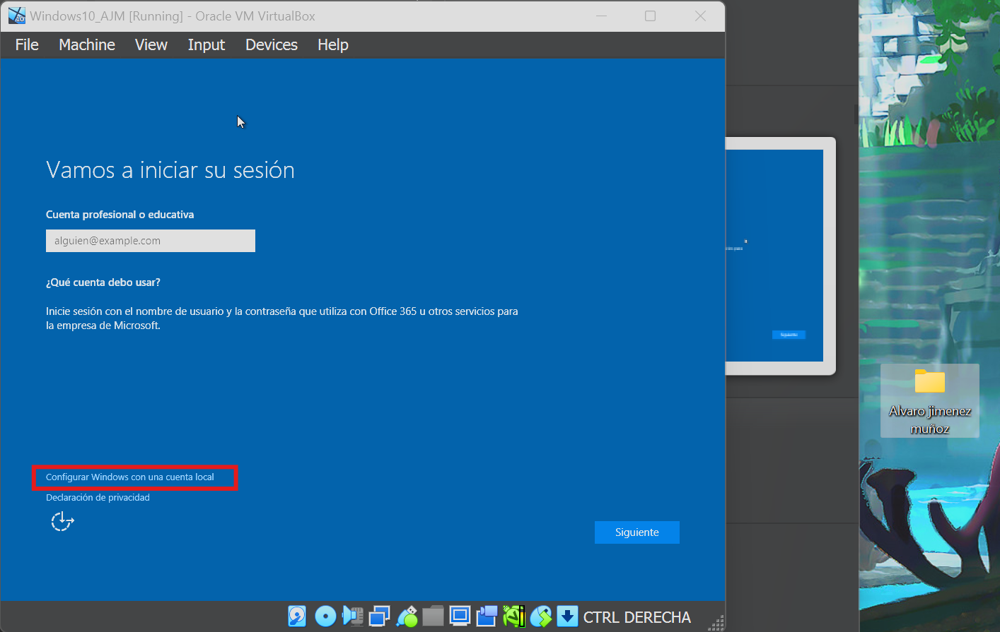 Windows10_AJM [Running] - Oracle VM VirtualBox
File Machine View Input Devices Help
Vamos a iniciar su sesión
Cuenta profesional o educativa
alguien@example.com
¿Qué cuenta debo usar?
Inicie sesión con el nombre de usuario y la contraseña que utiliza con Office 365 u otros servicios para
la empresa de Microsoft.
Configurar Windows con una cuenta local
Declaración de privacidad
Siguiente
CTRL DERECHA
Siguiente
Alvaro jimenez
muñoz